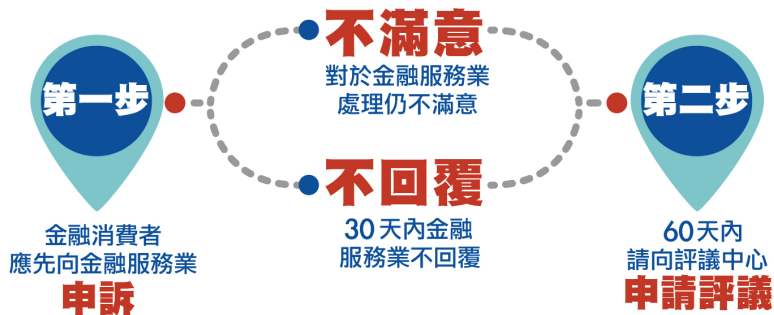 第一步
金融消費者
應先向金融服務業
申訴
不滿意
對於金融服務業
處理仍不滿意
不回覆
30天內金融
服務業不回覆
第二步
60天內
請向評議中心
申請評議